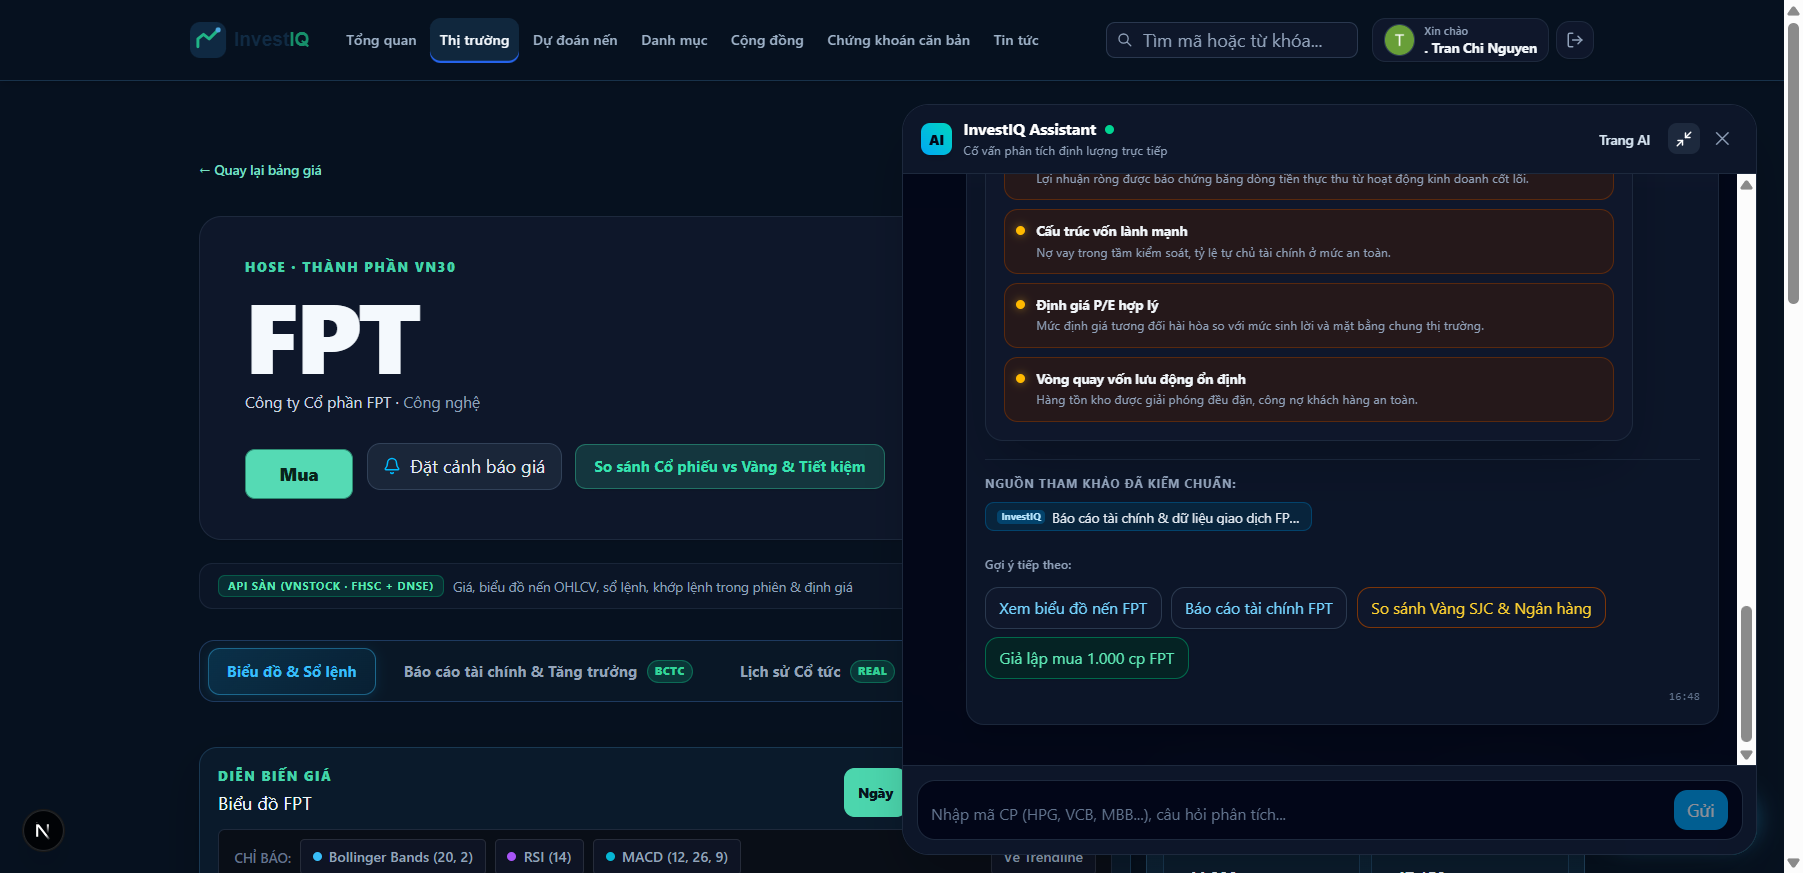 InvestIQ
Tổng quan
Thị trường
Dự đoán nến
Danh mục
Cộng đồng
Chứng khoán căn bản
Tin tức
Tìm mã hoặc từ khóa...
T
Xin chào
. Tran Chi Nguyen
← Quay lại bảng giá
HOSE · THÀNH PHẦN VN30
FPT
Công ty Cổ phần FPT · Công nghệ
Mua
Đặt cảnh báo giá
So sánh Cổ phiếu vs Vàng & Tiết kiệm
API SÀN (VNSTOCK · FHSC + DNSE)
Giá, biểu đồ nến OHLCV, sổ lệnh, khớp lệnh trong phiên & định giá
Biểu đồ & Sổ lệnh
Báo cáo tài chính & Tăng trưởng BCTC
Lịch sử Cổ tức REAL
DIỄN BIẾN GIÁ
Biểu đồ FPT
Ngày
CHỈ BÁO:
Bollinger Bands (20, 2)
RSI (14)
MACD (12, 26, 9)
Vẽ Trendline
N
AI
InvestIQ Assistant
Cố vấn phân tích định lượng trực tiếp
Trang AI
Lợi nhuận ròng được bảo chứng bằng dòng tiền thực thu từ hoạt động kinh doanh cốt lõi.
Cấu trúc vốn lành mạnh
Nợ vay trong tầm kiểm soát, tỷ lệ tự chủ tài chính ở mức an toàn.
Định giá P/E hợp lý
Mức định giá tương đối hài hòa so với mức sinh lời và mặt bằng chung thị trường.
Vòng quay vốn lưu động ổn định
Hàng tồn kho được giải phóng đều đặn, công nợ khách hàng an toàn.
NGUỒN THAM KHẢO ĐÃ KIỂM CHUẨN:
InvestIQ Báo cáo tài chính & dữ liệu giao dịch FP...
Gợi ý tiếp theo:
Xem biểu đồ nến FPT
Báo cáo tài chính FPT
So sánh Vàng SJC & Ngân hàng
Giả lập mua 1.000 cp FPT
16:48
Nhập mã CP (HPG, VCB, MBB...), câu hỏi phân tích...
Gửi